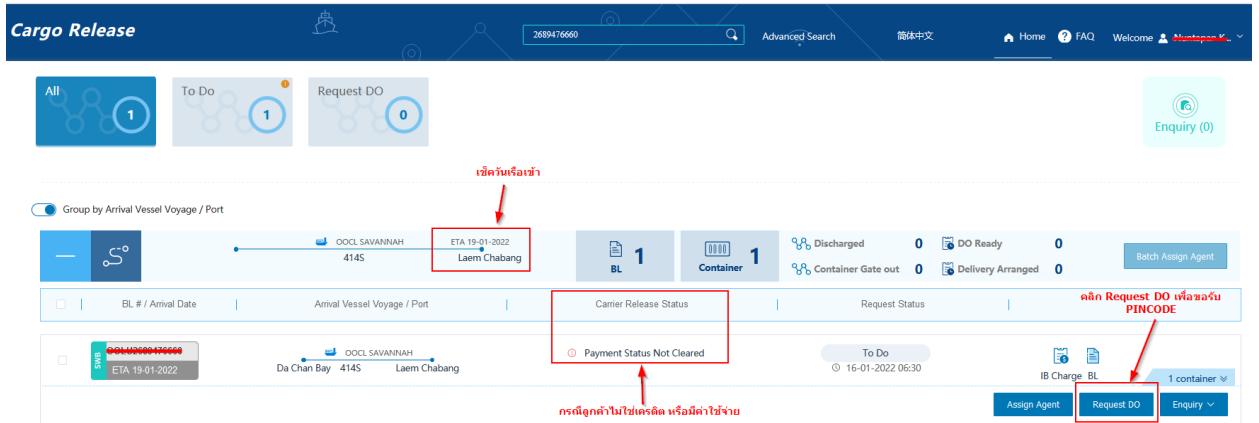 Cargo Release
2689476660
Advanced Search
简体中文
Home
FAQ
Welcome
All
1
To Do
1
Request DO
0
Enquiry (0)
เช็ควันเรือเข้า
Group by Arrival Vessel Voyage / Port
OOCL SAVANNAH
414S
ETA 19-01-2022
Laem Chabang
1
BL
1
Container
Discharged 0
Container Gate out 0
DO Ready 0
Delivery Arranged 0
Batch Assign Agent
BL # / Arrival Date
Arrival Vessel Voyage / Port
Carrier Release Status
Request Status
คลิก Request DO เพื่อขอรับ
PINCODE
SWB
ETA 19-01-2022
OOCL SAVANNAH
Da Chan Bay 414S Laem Chabang
Payment Status Not Cleared
To Do
16-01-2022 06:30
IB Charge BL
1 container
กรณีลูกค้าไม่ใช่เครดิต หรือมีค่าใช้จ่าย
Assign Agent
Request DO
Enquiry